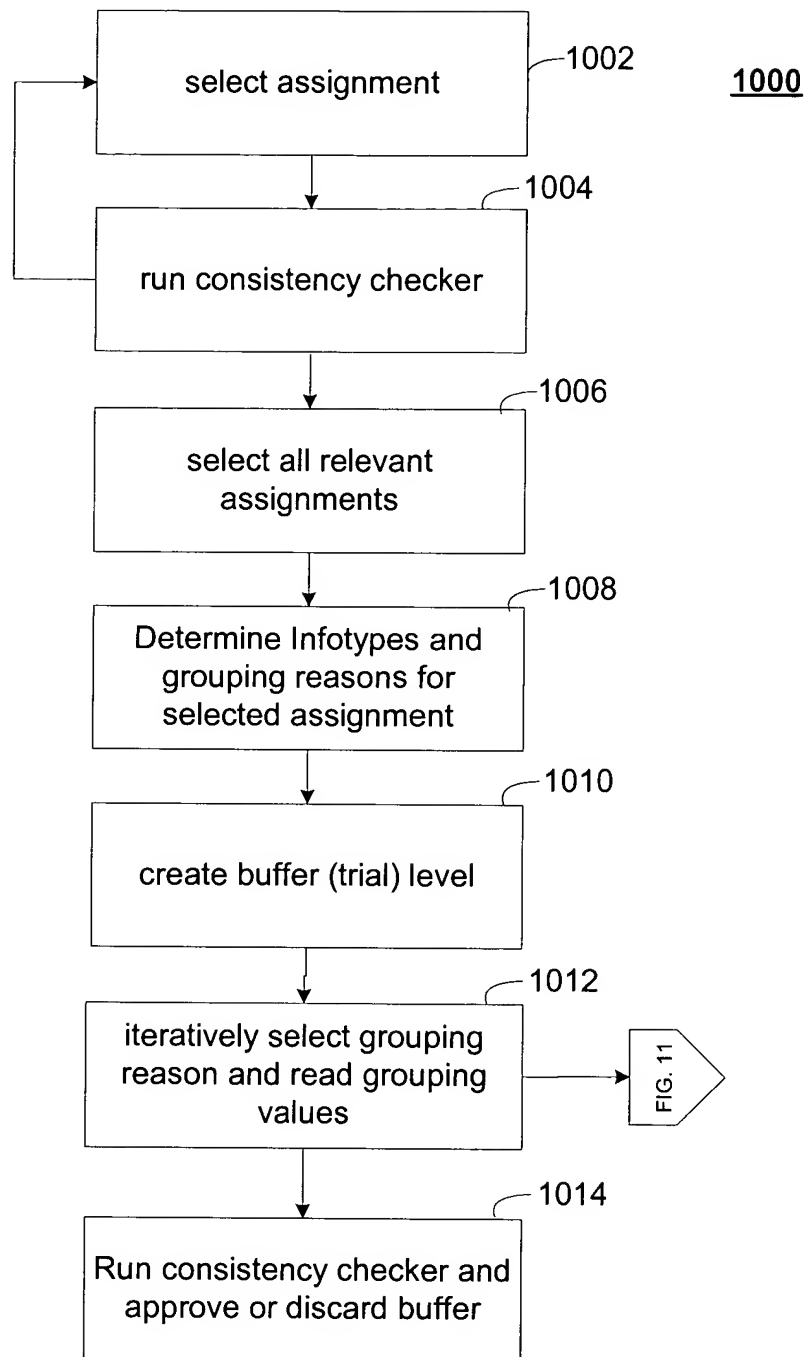 1000
1002
select assignment
1004
run consistency checker
1006
select all relevant
assignments
1008
Determine Infotypes and
grouping reasons for
selected assignment
1010
create buffer (trial) level
1012
iteratively select grouping
reason and read grouping
values
FIG. 11
1014
Run consistency checker and
approve or discard buffer